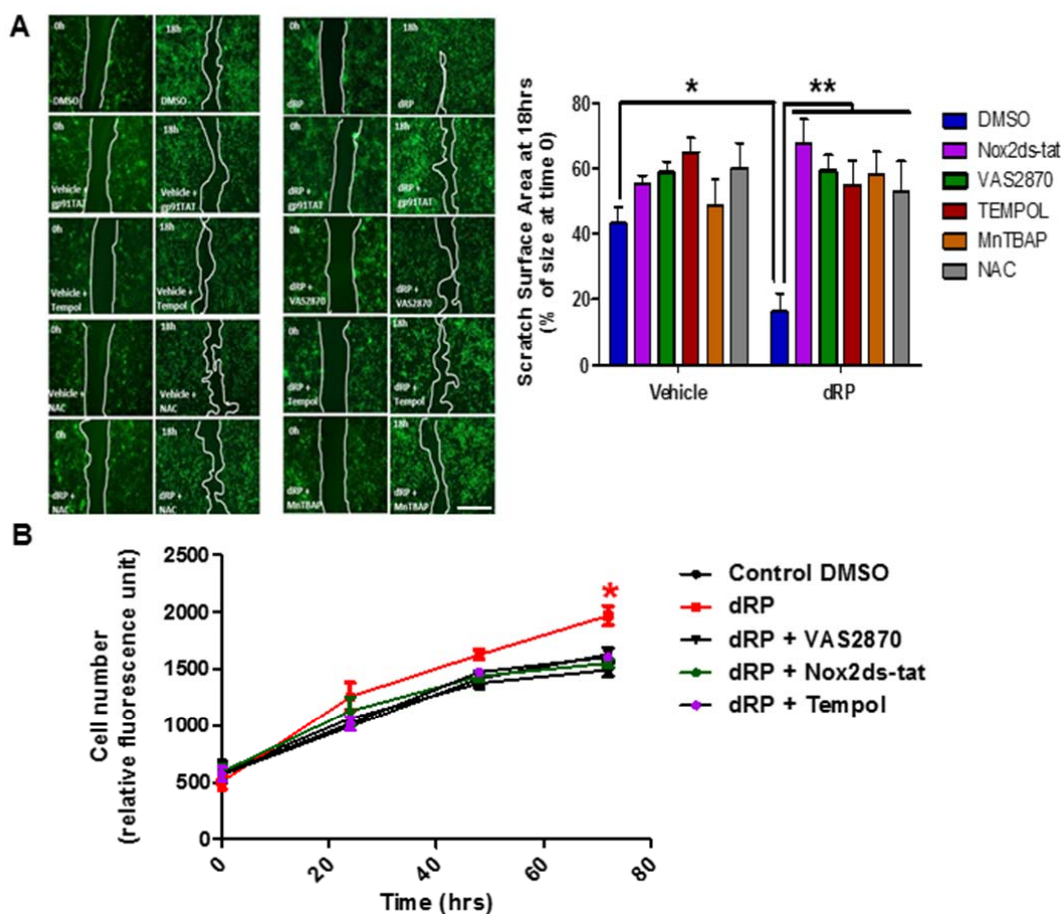 A
0h
18h
DMSO
DMSO
0h
18h
Vehicle +
gp91TAT
Vehicle +
gp91TAT
0h
18h
Vehicle +
Tempol
Vehicle +
Tempol
0h
18h
Vehicle +
NAC
Vehicle +
NAC
0h
18h
dRP +
NAC
dRP +
NAC
0h
18h
dRP
dRP
0h
18h
dRP +
gp91TAT
dRP +
gp91TAT
0h
18h
dRP +
VAS2870
dRP +
VAS2870
0h
18h
dRP +
Tempol
dRP +
Tempol
0h
18h
dRP +
MnTBAP
dRP +
MnTBAP
Scratch Surface Area at 18hrs
(% of size at time 0)
80
60
40
20
0
*
**
Vehicle
dRP
DMSO
Nox2ds-tat
VAS2870
TEMPOL
MnTBAP
NAC
B
Cell number
(relative fluorescence unit)
2500
2000
1500
1000
500
0
*
0
20
40
60
80
Time (hrs)
Control DMSO
dRP
dRP + VAS2870
dRP + Nox2ds-tat
dRP + Tempol